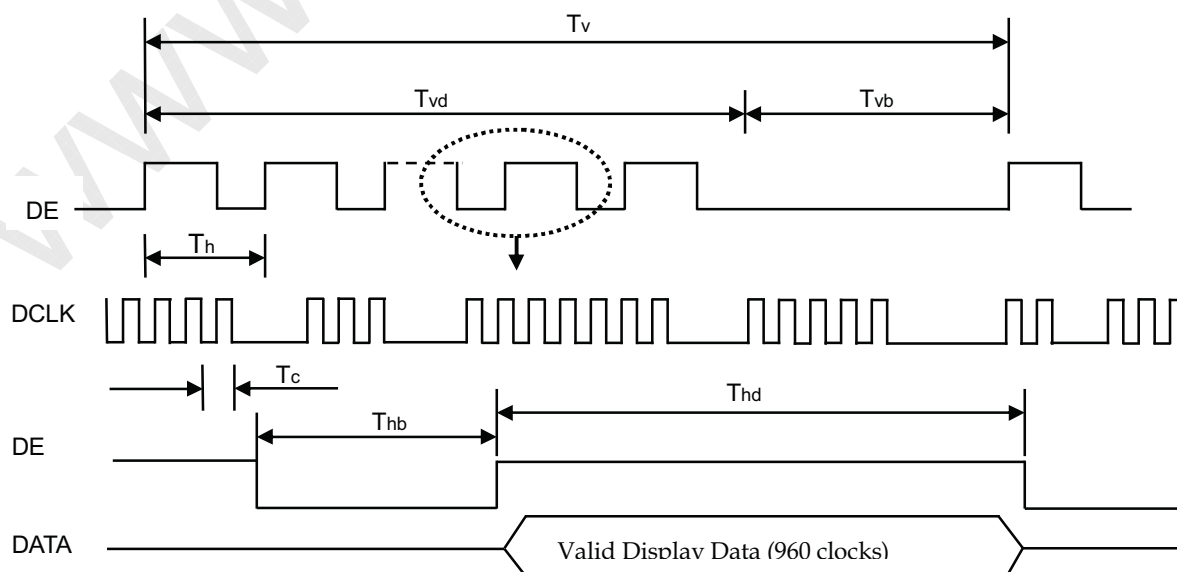 Tv
Tvd
Tvb
DE
Th
DCLK
Tc
Thd
Thb
DE
DATA
Valid Display Data (960 clocks)